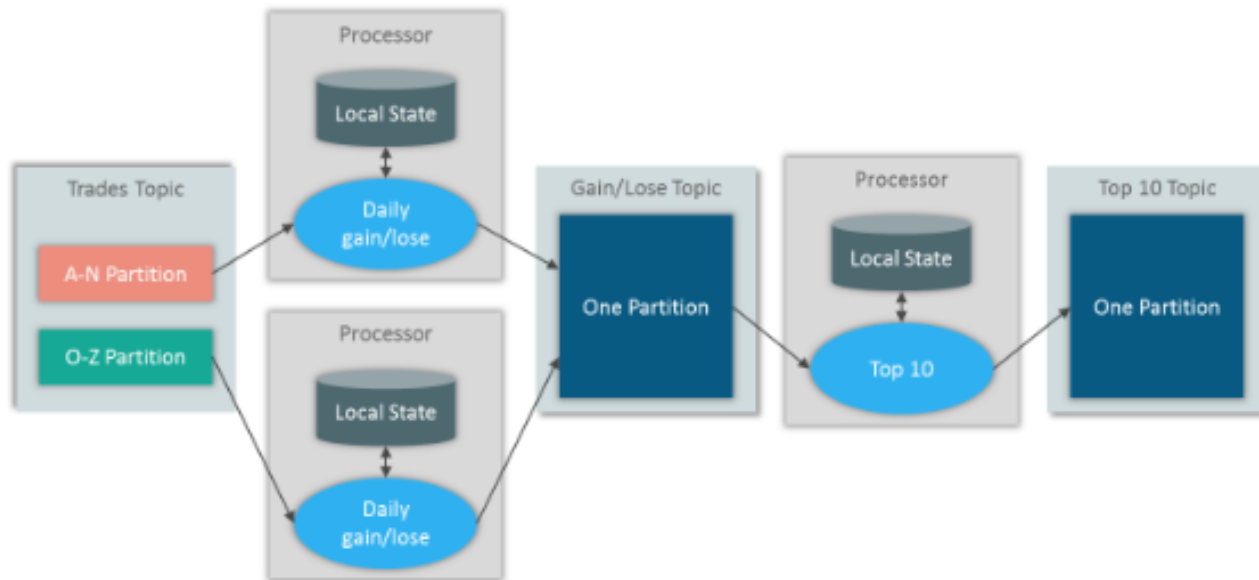 Trades Topic
A-N Partition
O-Z Partition
Processor
Local State
Daily
gain/lose
Processor
Local State
Daily
gain/lose
Gain/Lose Topic
One Partition
Processor
Local State
Top 10
Top 10 Topic
One Partition